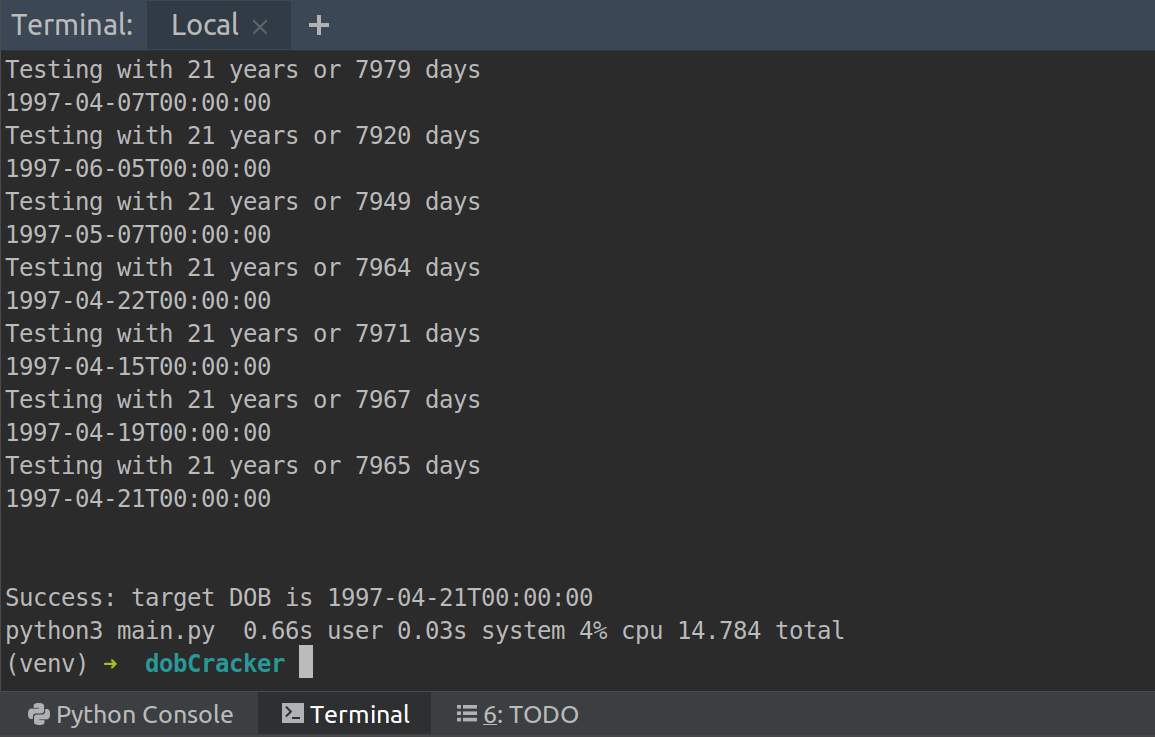 Terminal: Local × +
Testing with 21 years or 7979 days
1997-04-07T00:00:00
Testing with 21 years or 7920 days
1997-06-05T00:00:00
Testing with 21 years or 7949 days
1997-05-07T00:00:00
Testing with 21 years or 7964 days
1997-04-22T00:00:00
Testing with 21 years or 7971 days
1997-04-15T00:00:00
Testing with 21 years or 7967 days
1997-04-19T00:00:00
Testing with 21 years or 7965 days
1997-04-21T00:00:00
Success: target DOB is 1997-04-21T00:00:00
python3 main.py  0.66s user 0.03s system 4% cpu 14.784 total
(venv) ➜  dobCracker
Python Console Terminal 6: TODO